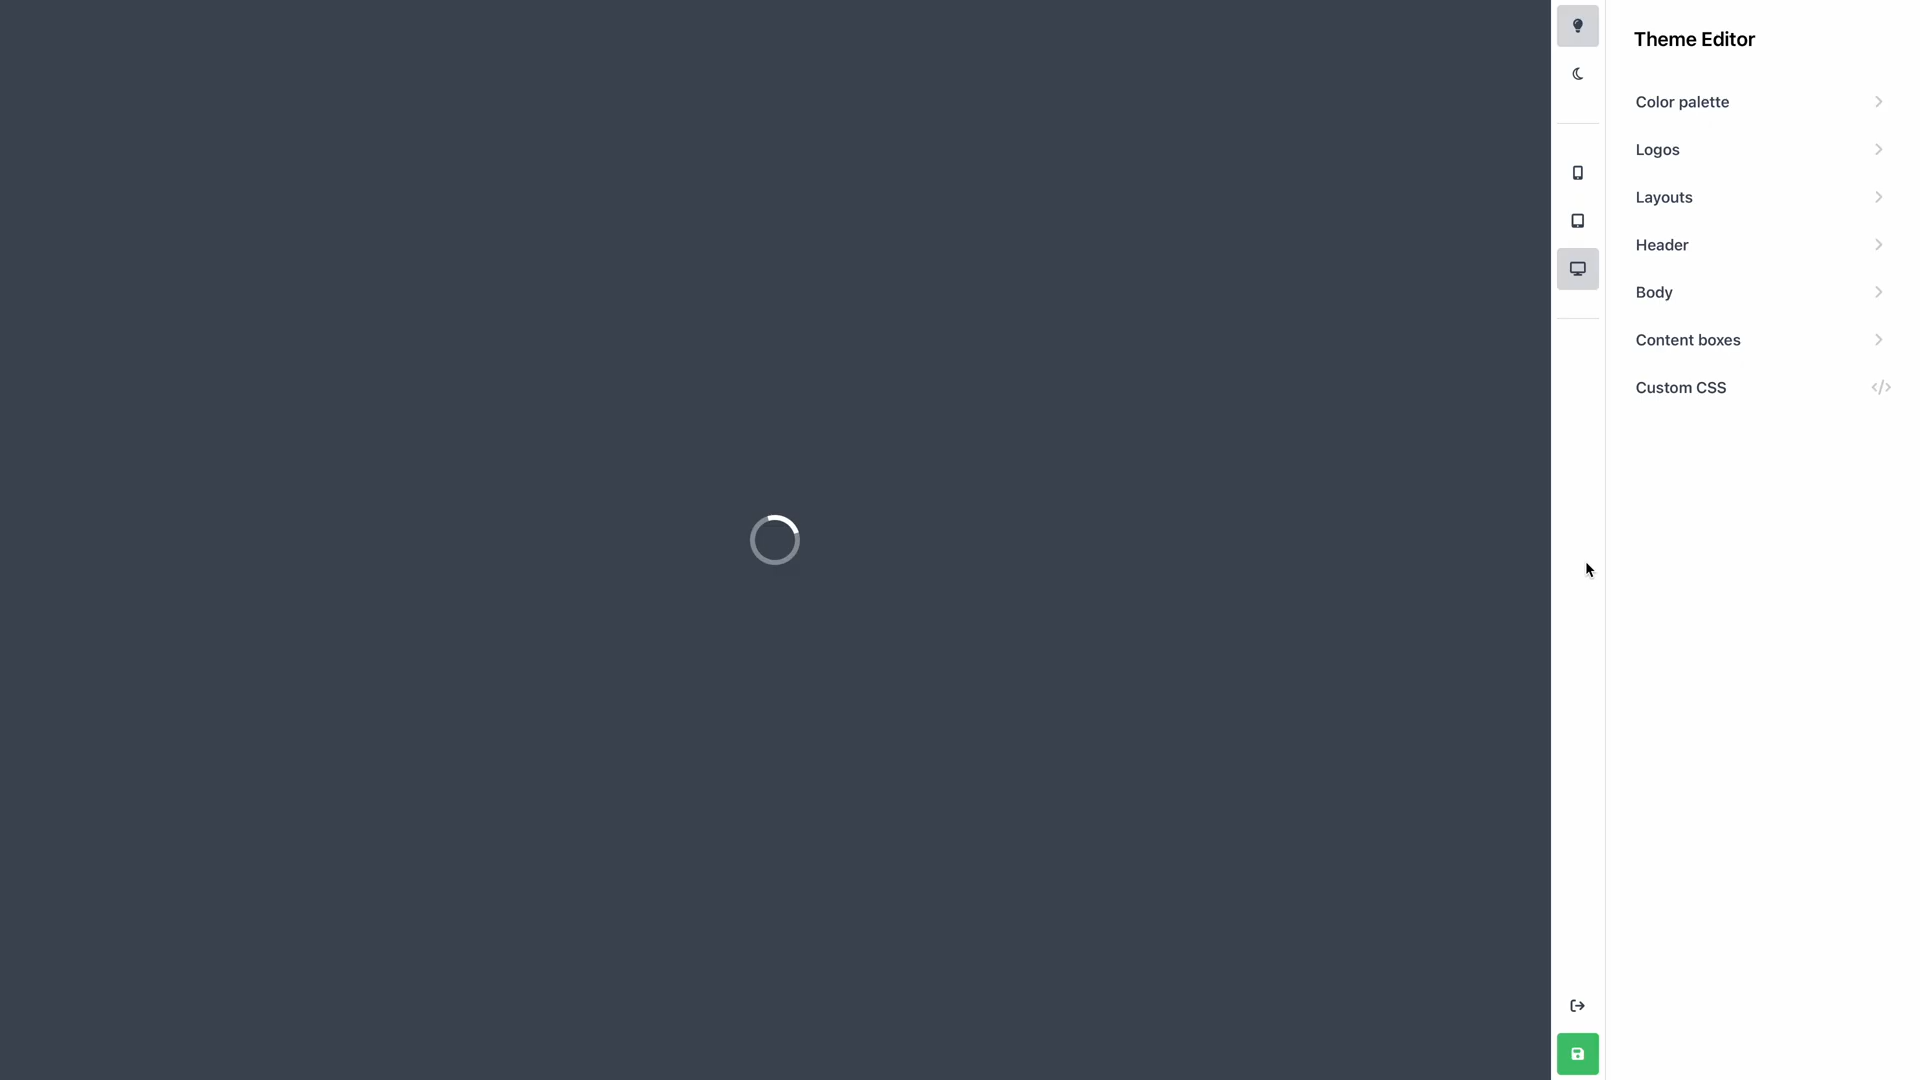 Theme Editor
Color palette
Logos
Layouts
Header
Body
Content boxes
Custom CSS